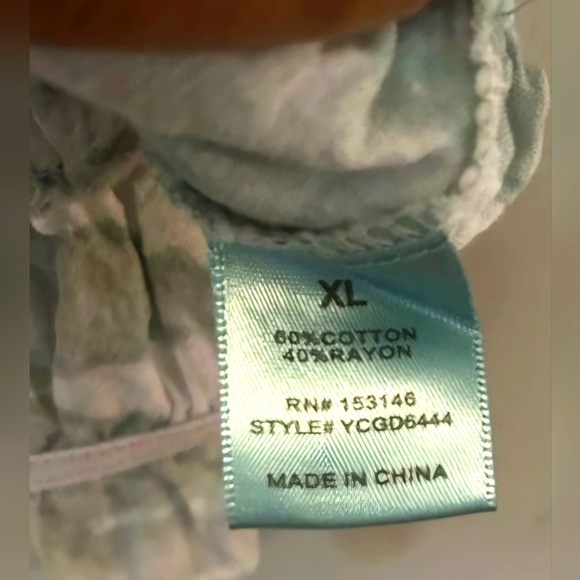 XL
60%COTTON
40%RAYON
RN# 153146
STYLE# YCGD6444
MADE IN CHINA